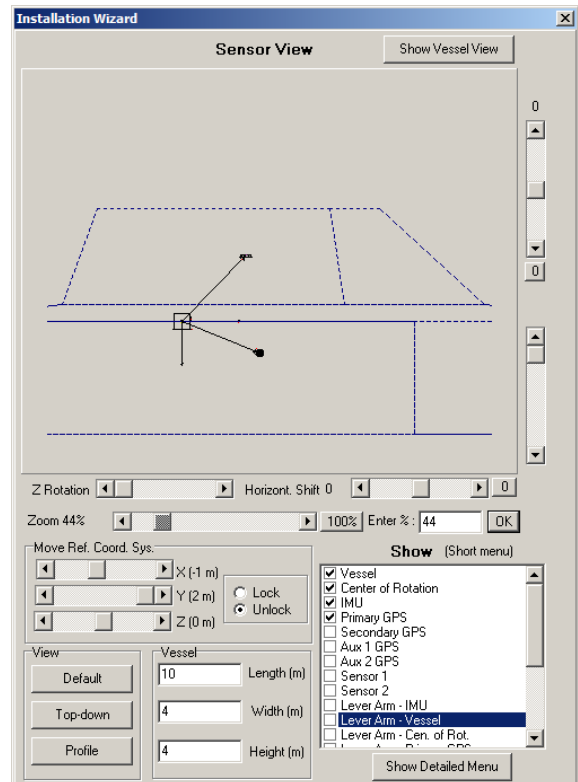 Installation Wizard
Sensor View
Show Vessel View
0
0
Z Rotation
Horizont. Shift 0
0
Zoom 44%
100%
Enter % :
44
OK
Move Ref. Coord. Sys.
X (-1 m)
Y (2 m)
Z (0 m)
Lock
Unlock
Show (Short menu)
Vessel
Center of Rotation
IMU
Primary GPS
Secondary GPS
Aux 1 GPS
Aux 2 GPS
Sensor 1
Sensor 2
Lever Arm - IMU
Lever Arm - Vessel
Lever Arm - Cen. of Rot.
View
Default
Top-down
Profile
Vessel
10 Length (m)
4 Width (m)
4 Height (m)
Show Detailed Menu